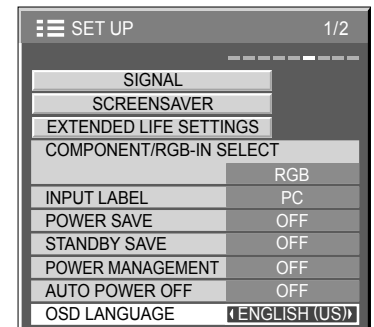 SET UP 1/2
SIGNAL
SCREENSAVER
EXTENDED LIFE SETTINGS
COMPONENT/RGB-IN SELECT
RGB
INPUT LABEL PC
POWER SAVE OFF
STANDBY SAVE OFF
POWER MANAGEMENT OFF
AUTO POWER OFF OFF
OSD LANGUAGE ENGLISH (US)